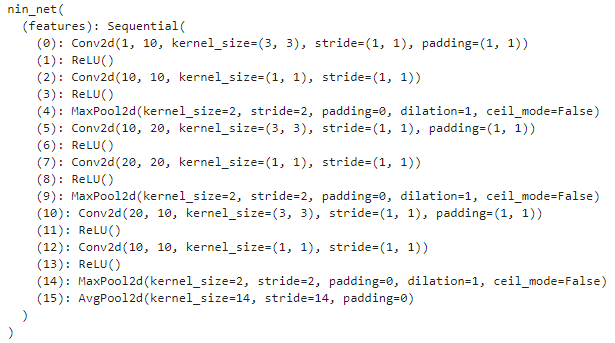 nin_net(
  (features): Sequential(
    (0): Conv2d(1, 10, kernel_size=(3, 3), stride=(1, 1), padding=(1, 1))
    (1): ReLU()
    (2): Conv2d(10, 10, kernel_size=(1, 1), stride=(1, 1))
    (3): ReLU()
    (4): MaxPool2d(kernel_size=2, stride=2, padding=0, dilation=1, ceil_mode=False)
    (5): Conv2d(10, 20, kernel_size=(3, 3), stride=(1, 1), padding=(1, 1))
    (6): ReLU()
    (7): Conv2d(20, 20, kernel_size=(1, 1), stride=(1, 1))
    (8): ReLU()
    (9): MaxPool2d(kernel_size=2, stride=2, padding=0, dilation=1, ceil_mode=False)
    (10): Conv2d(20, 10, kernel_size=(3, 3), stride=(1, 1), padding=(1, 1))
    (11): ReLU()
    (12): Conv2d(10, 10, kernel_size=(1, 1), stride=(1, 1))
    (13): ReLU()
    (14): MaxPool2d(kernel_size=2, stride=2, padding=0, dilation=1, ceil_mode=False)
    (15): AvgPool2d(kernel_size=14, stride=14, padding=0)
  )
)